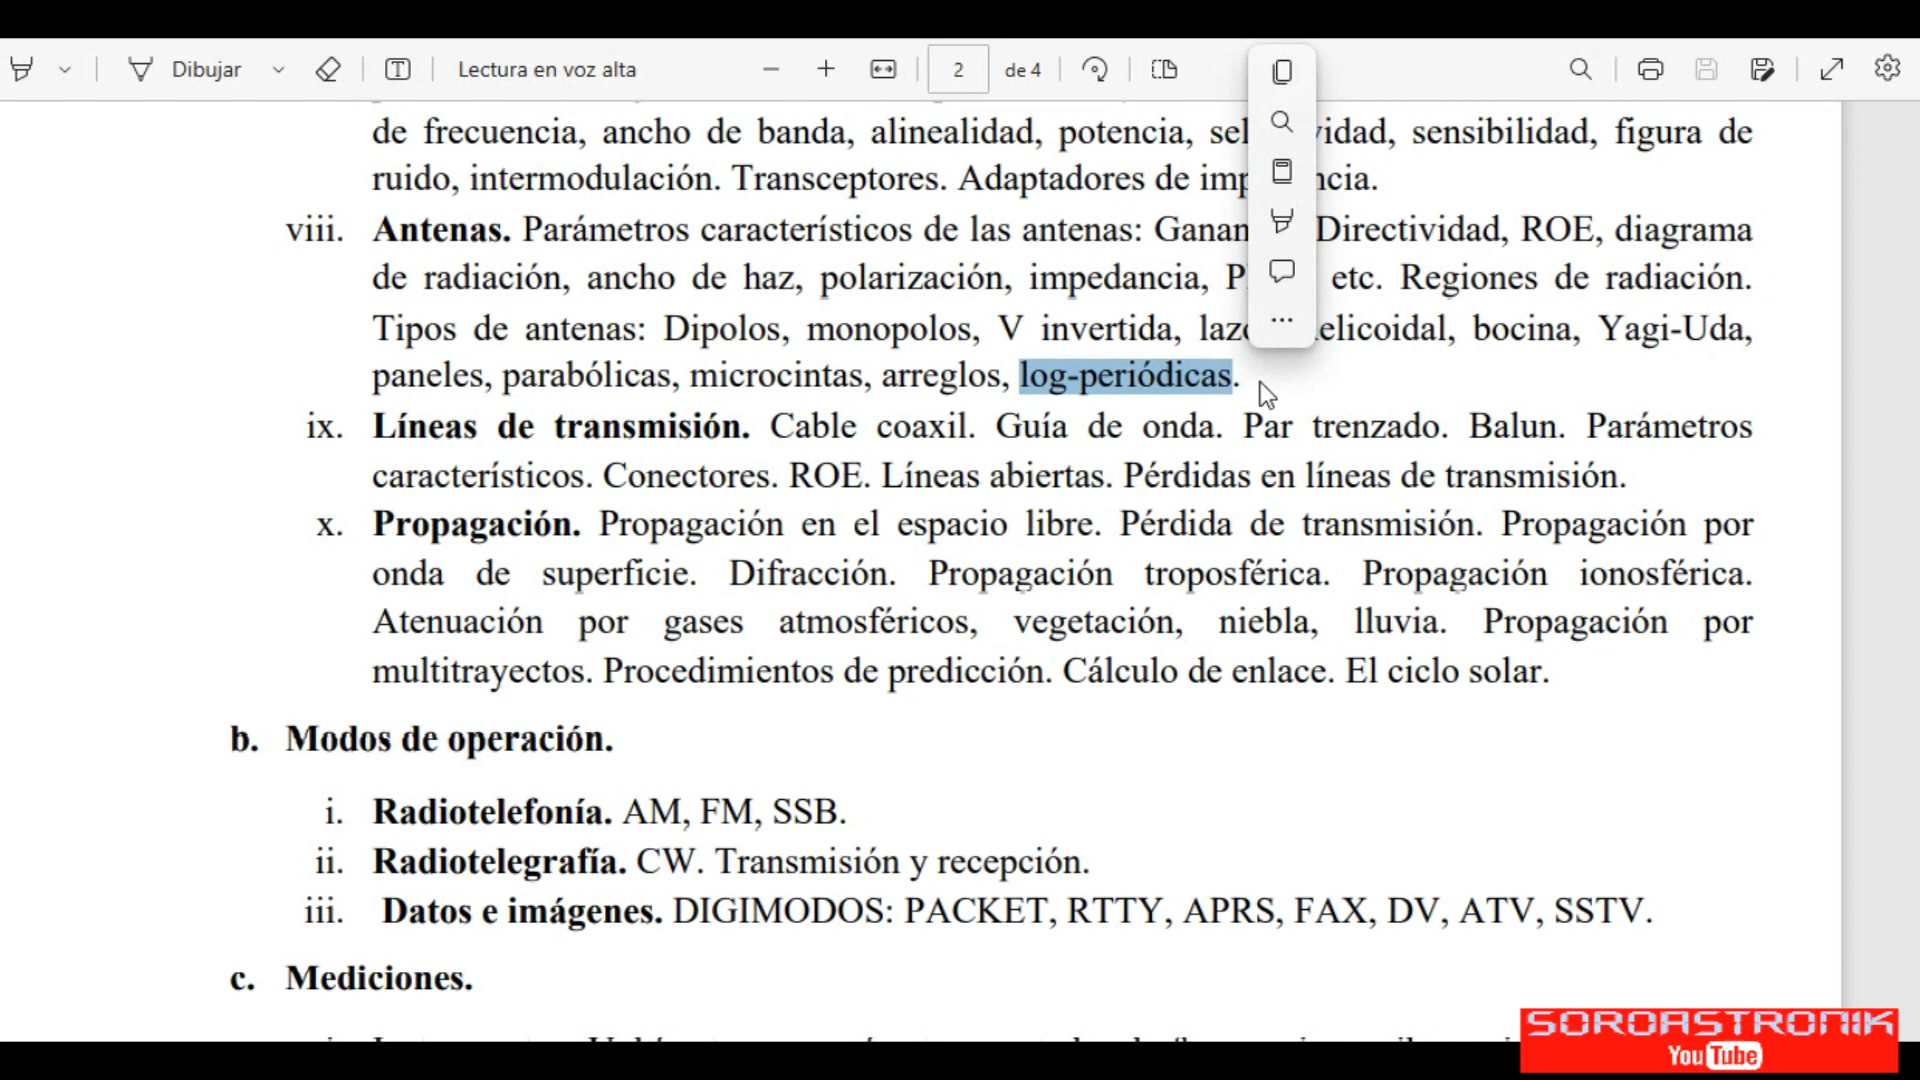 Dibujar
Lectura en voz alta
2
de 4
de frecuencia, ancho de banda, alinealidad, potencia, sel vidad, sensibilidad, figura de
ruido, intermodulación. Transceptores. Adaptadores de imp ncia.
viii. Antenas. Parámetros característicos de las antenas: Ganan Directividad, ROE, diagrama
de radiación, ancho de haz, polarización, impedancia, P etc. Regiones de radiación.
Tipos de antenas: Dipolos, monopolos, V invertida, lazo elicoidal, bocina, Yagi-Uda,
paneles, parabólicas, microcintas, arreglos, log-periódicas.
ix. Líneas de transmisión. Cable coaxil. Guía de onda. Par trenzado. Balun. Parámetros
característicos. Conectores. ROE. Líneas abiertas. Pérdidas en líneas de transmisión.
x. Propagación. Propagación en el espacio libre. Pérdida de transmisión. Propagación por
onda de superficie. Difracción. Propagación troposférica. Propagación ionosférica.
Atenuación por gases atmosféricos, vegetación, niebla, lluvia. Propagación por
multitrayectos. Procedimientos de predicción. Cálculo de enlace. El ciclo solar.
b. Modos de operación.
i. Radiotelefonía. AM, FM, SSB.
ii. Radiotelegrafía. CW. Transmisión y recepción.
iii. Datos e imágenes. DIGIMODOS: PACKET, RTTY, APRS, FAX, DV, ATV, SSTV.
c. Mediciones.
SOROASTRONIK
YouTube